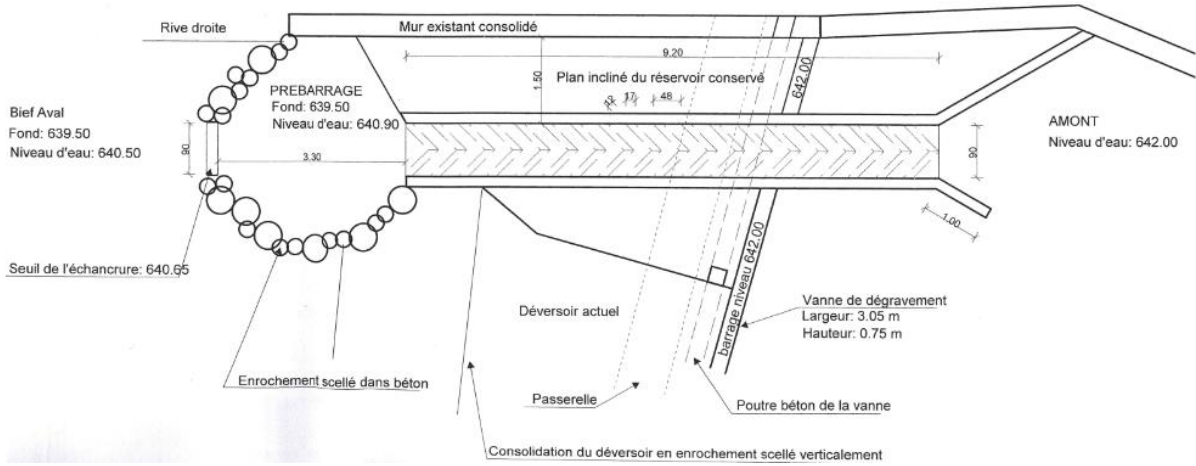 Rive droite
Mur existant consolidé
9.20
1.50
Plan incliné du réservoir conservé
642.00
12
17
48
PREBARRAGE
Fond: 639.50
Niveau d'eau: 640.90
Bief Aval
Fond: 639.50
Niveau d'eau: 640.50
90
3.30
90
AMONT
Niveau d'eau: 642.00
1.00
Seuil de l'échancrure: 640.65
barrage niveau 642.00
Déversoir actuel
Vanne de dégravement
Largeur: 3.05 m
Hauteur: 0.75 m
Enrochement scellé dans béton
Passerelle
Poutre béton de la vanne
Consolidation du déversoir en enrochement scellé verticalement